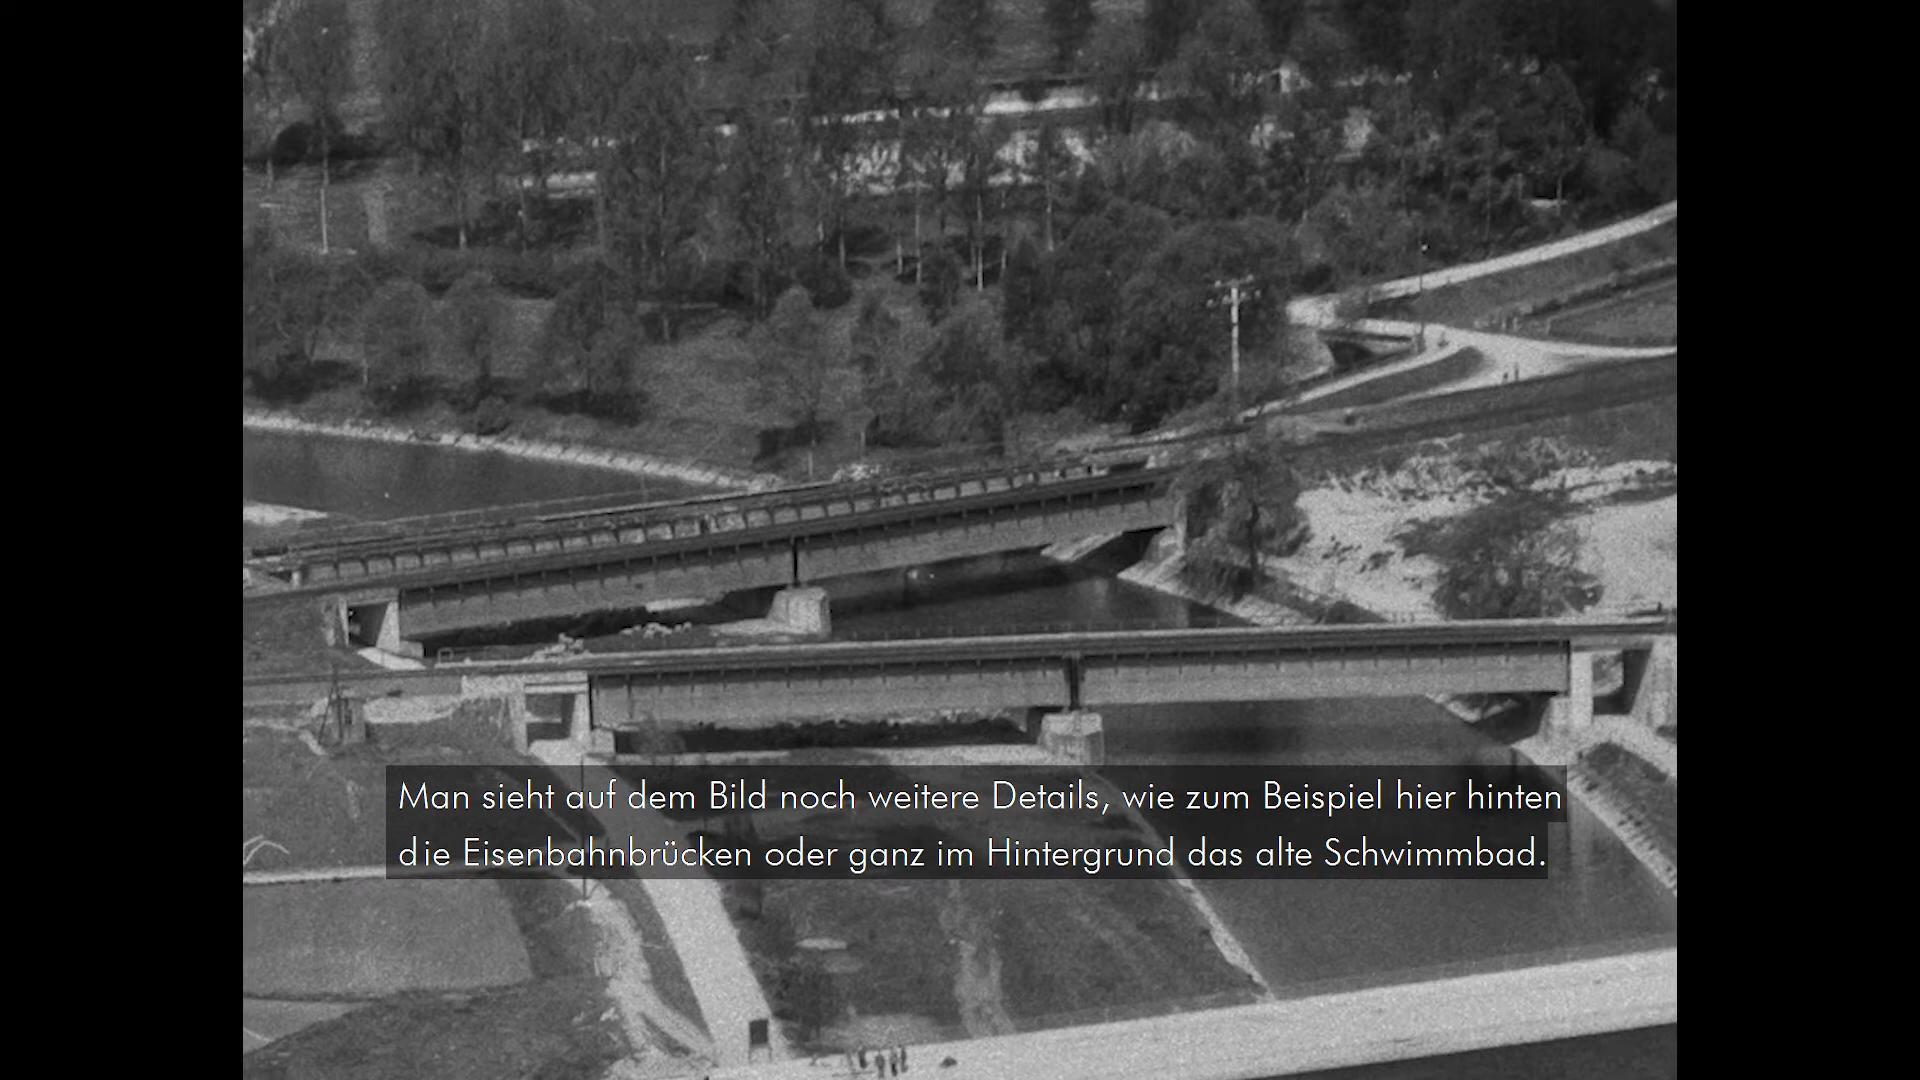 Man sieht auf dem Bild noch weitere Details, wie zum Beispiel hier hinten
die Eisenbahnbrücken oder ganz im Hintergrund das alte Schwimmbad.